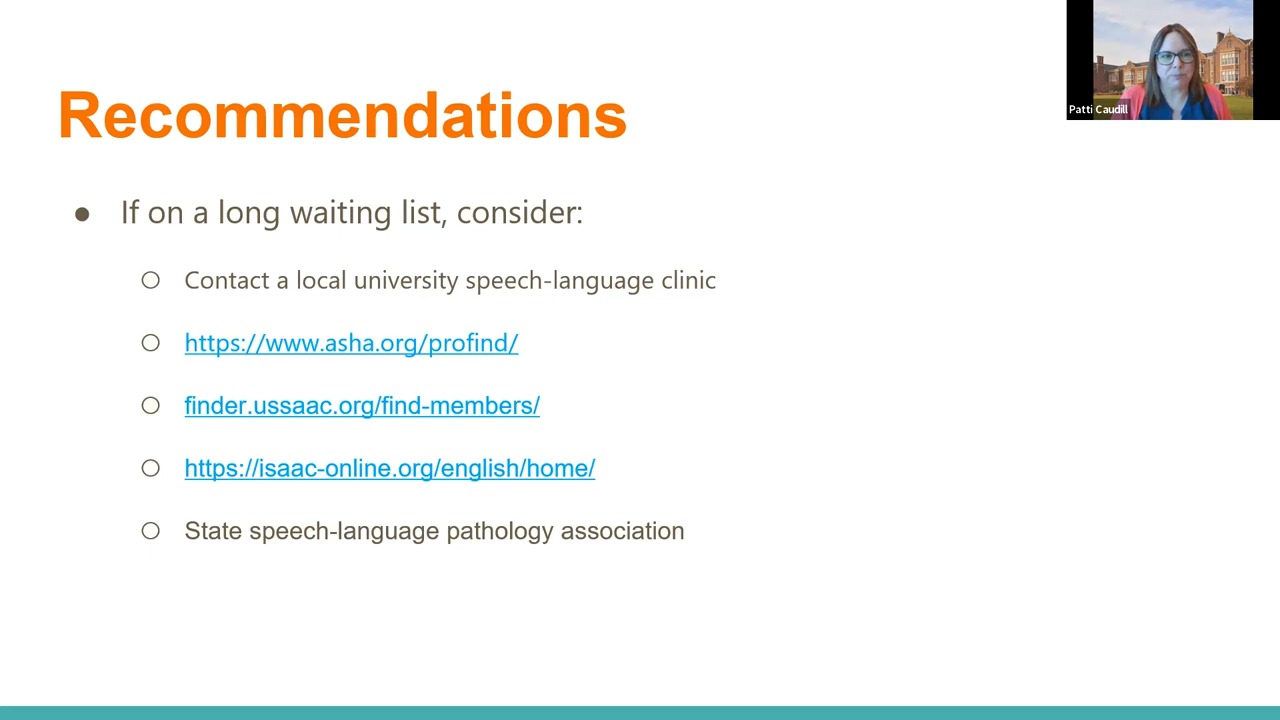 Patti Caudill
Recommendations
● If on a long waiting list, consider:
○ Contact a local university speech-language clinic
○ https://www.asha.org/profind/
○ finder.ussaac.org/find-members/
○ https://isaac-online.org/english/home/
○ State speech-language pathology association